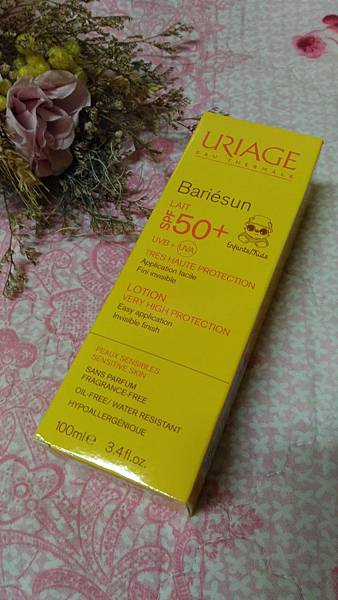 URIAGE
EAU THERMALE
Bariésun
LAIT
SPF50+
UVB + UVA
Enfants/Kids
TRÈS HAUTE PROTECTION
Application facile
Fini invisible
LOTION
VERY HIGH PROTECTION
Easy application
Invisible finish
PEAUX SENSIBLES
SENSITIVE SKIN
SANS PARFUM
FRAGRANCE-FREE
OIL-FREE/ WATER RESISTANT
HYPOALLERGÉNIQUE
100ml e 3.4fl.oz.